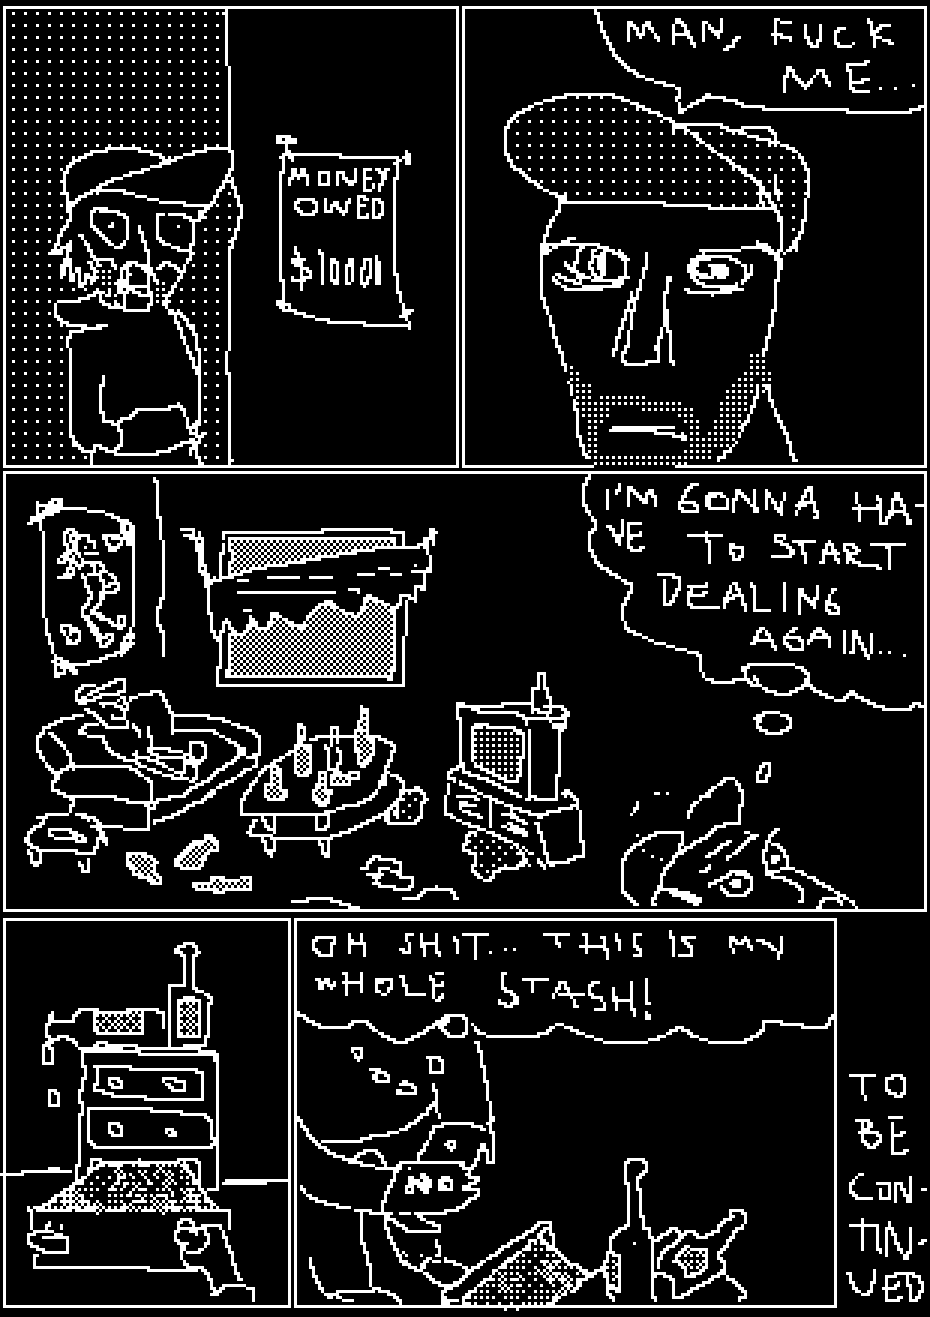 MONEY
OWED
$10001
MAN, FUCK
ME...
I'M GONNA HA-
VE TO START
DEALING
AGAIN...
OH SHIT... THIS IS MY
WHOLE STASH!
TO
BE
CON-
TIN-
UED